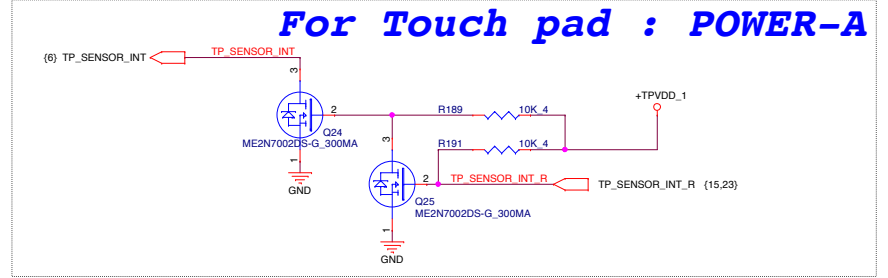 For Touch pad : POWER-A
{6} TP_SENSOR_INT
TP_SENSOR_INT
3
2
Q24
ME2N7002DS-G_300MA
1
GND
R189
10K_4
+TPVDD_1
R191
10K_4
3
2
TP_SENSOR_INT_R
TP_SENSOR_INT_R {15,23}
Q25
ME2N7002DS-G_300MA
1
GND